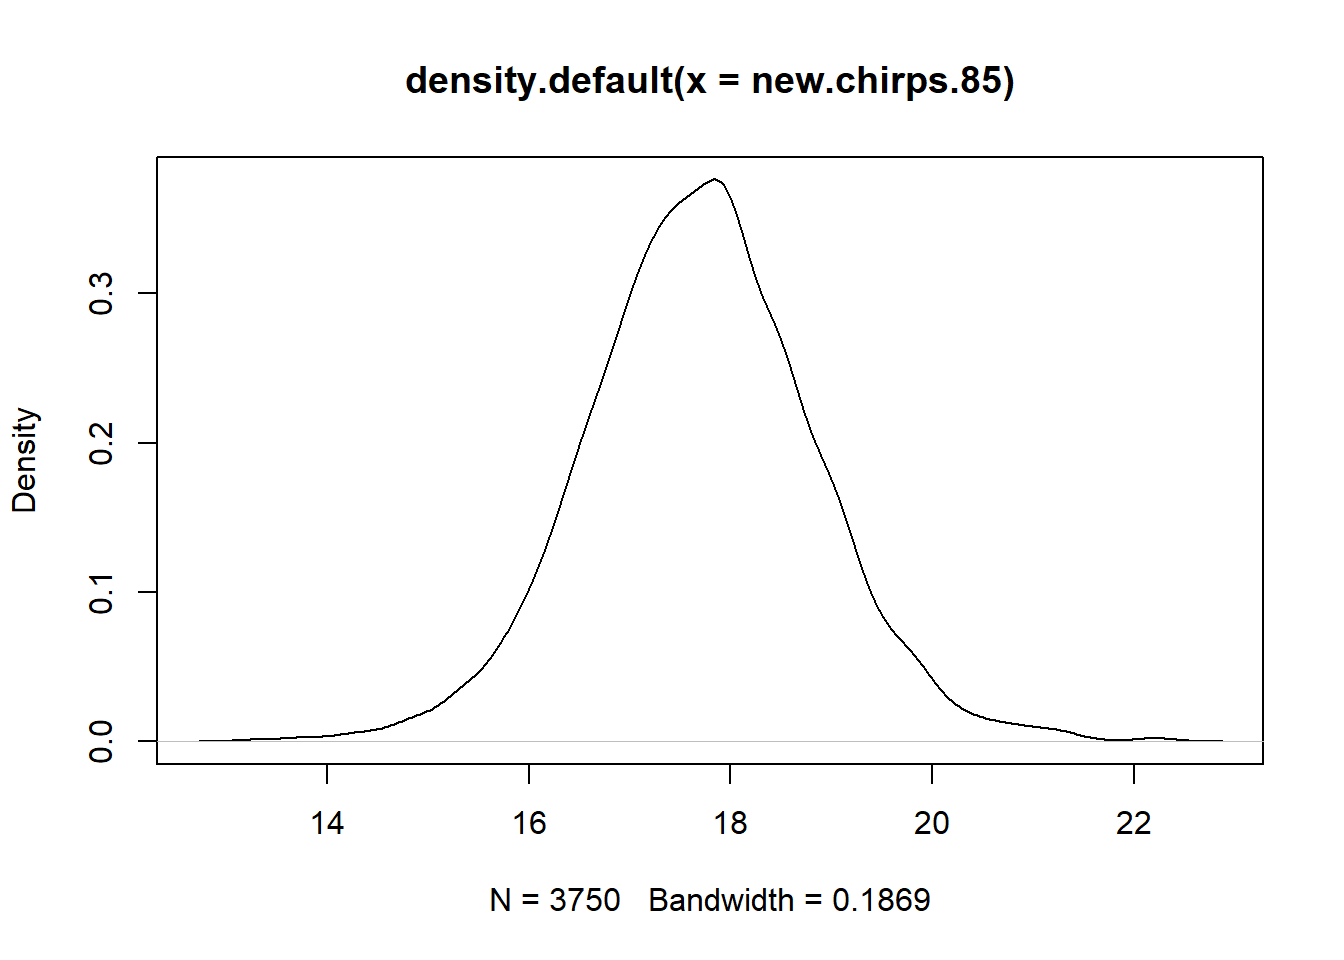 density.default(x = new.chirps.85)
Density
0.3
0.2
0.1
0.0
14 16 18 20 22
N = 3750   Bandwidth = 0.1869